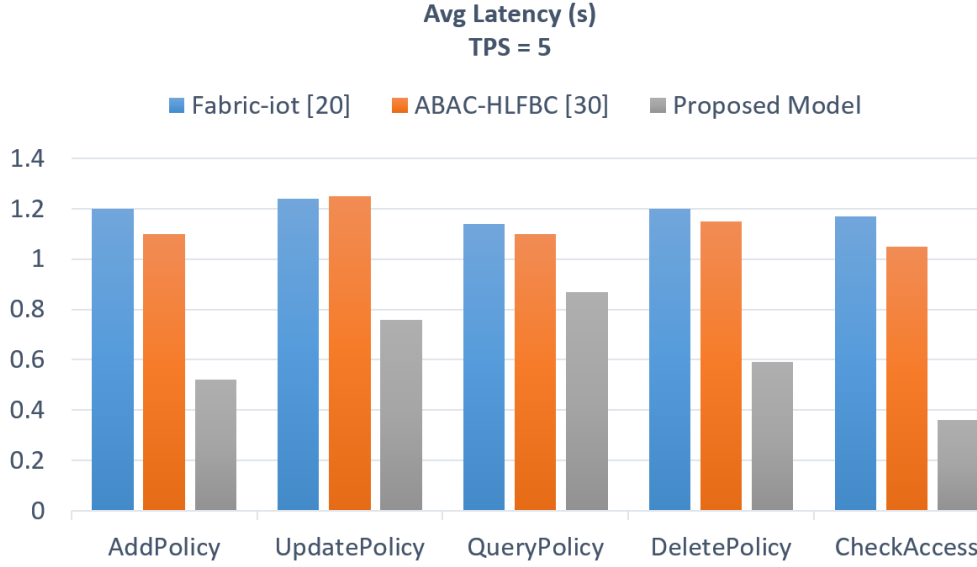 Avg Latency (s)
TPS = 5
Fabric-iot [20] ABAC-HLFBC [30] Proposed Model
1.4
1.2
1
0.8
0.6
0.4
0.2
0
AddPolicy UpdatePolicy QueryPolicy DeletePolicy CheckAccess